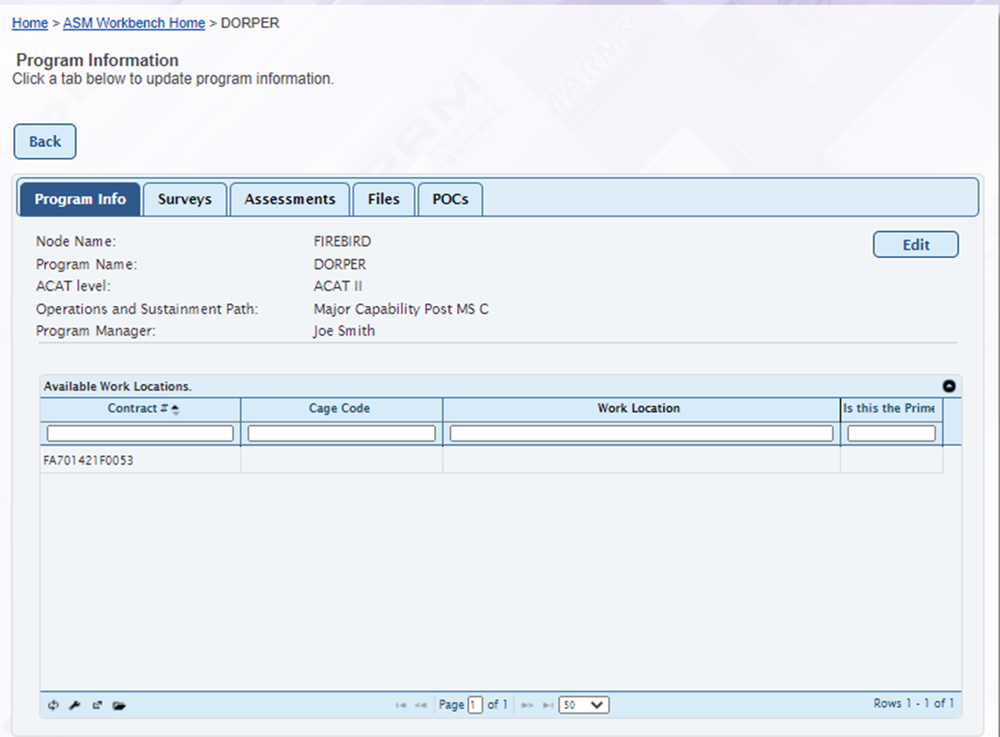 Home > ASM Workbench Home > DORPER
Program Information
Click a tab below to update program information.
Back
Program Info Surveys Assessments Files POCs
Node Name: FIREBIRD
Edit
Program Name: DORPER
ACAT level: ACAT II
Operations and Sustainment Path: Major Capability Post MS C
Program Manager: Joe Smith
Available Work Locations.
Contract # Cage Code Work Location Is this the Prime
FA701421F0053
Page 1 of 1 50 Rows 1 - 1 of 1